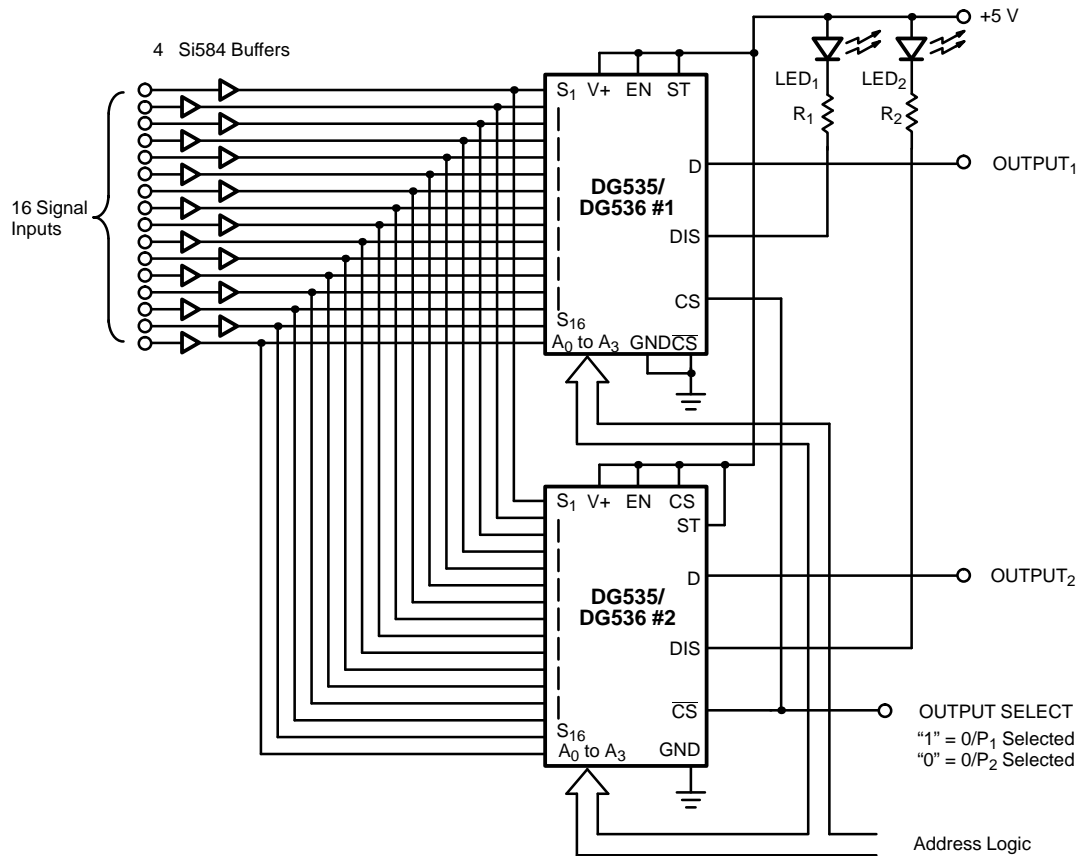 4 Si584 Buffers
+5 V
LED1
LED2
R1
R2
S1 V+ EN ST
D
OUTPUT1
DG535/
DG536 #1
16 Signal
Inputs
DIS
CS
S16
A0 to A3 GND C̅S̅
S1 V+ EN CS
ST
D
OUTPUT2
DG535/
DG536 #2
DIS
C̅S̅
OUTPUT SELECT
“1” = 0/P1 Selected
“0” = 0/P2 Selected
S16
A0 to A3 GND
Address Logic